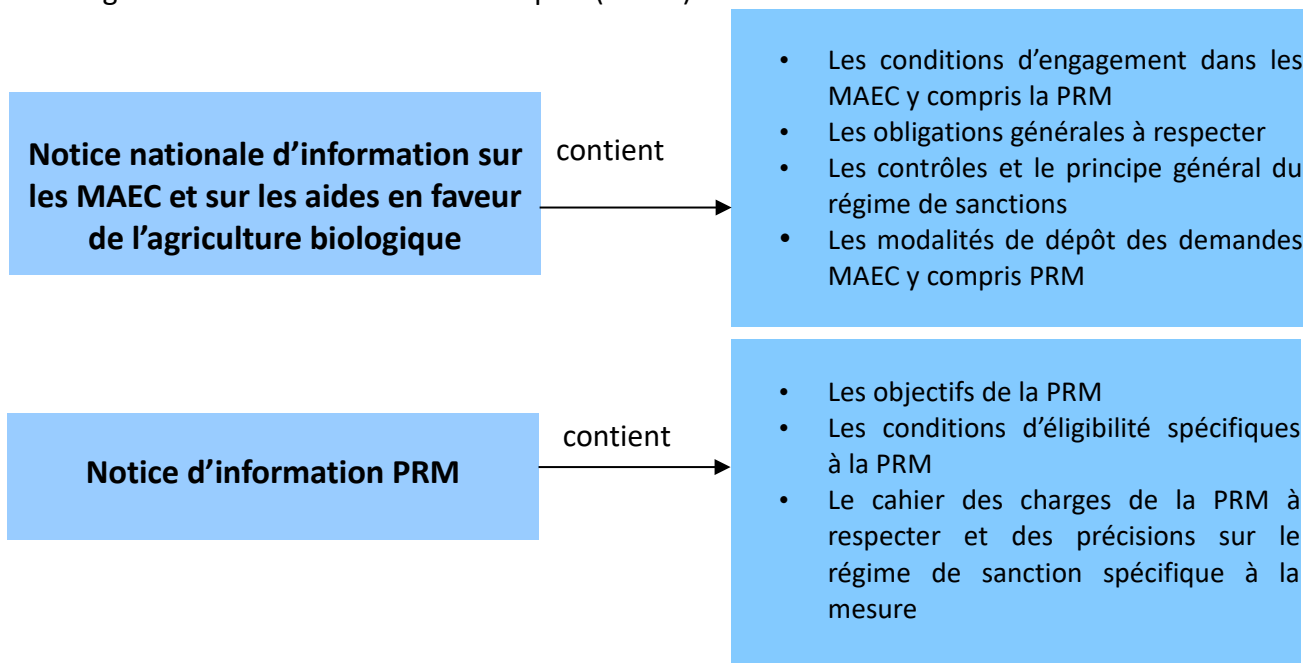 Les conditions d’engagement dans les
MAEC y compris la PRM
Les obligations générales à respecter
Les contrôles et le principe général du
régime de sanctions
Les modalités de dépôt des demandes
MAEC y compris PRM
Notice nationale d’information sur
les MAEC et sur les aides en faveur
de l’agriculture biologique
contient
Les objectifs de la PRM
Les conditions d’éligibilité spécifiques
à la PRM
Le cahier des charges de la PRM à
respecter et des précisions sur le
régime de sanction spécifique à la
mesure
Notice d’information PRM
contient